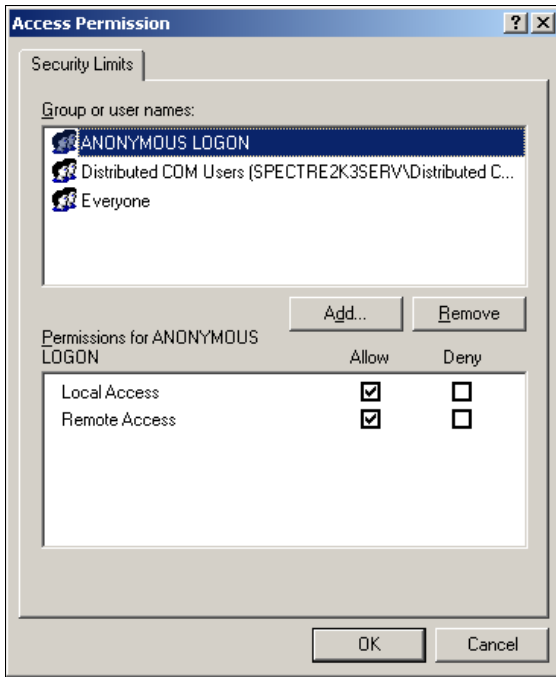 Access Permission
Security Limits
Group or user names:
ANONYMOUS LOGON
Distributed COM Users (SPECTRE2K3SERV\Distributed C...
Everyone
Add...
Remove
Permissions for ANONYMOUS
LOGON
Allow
Deny
Local Access
Remote Access
OK
Cancel